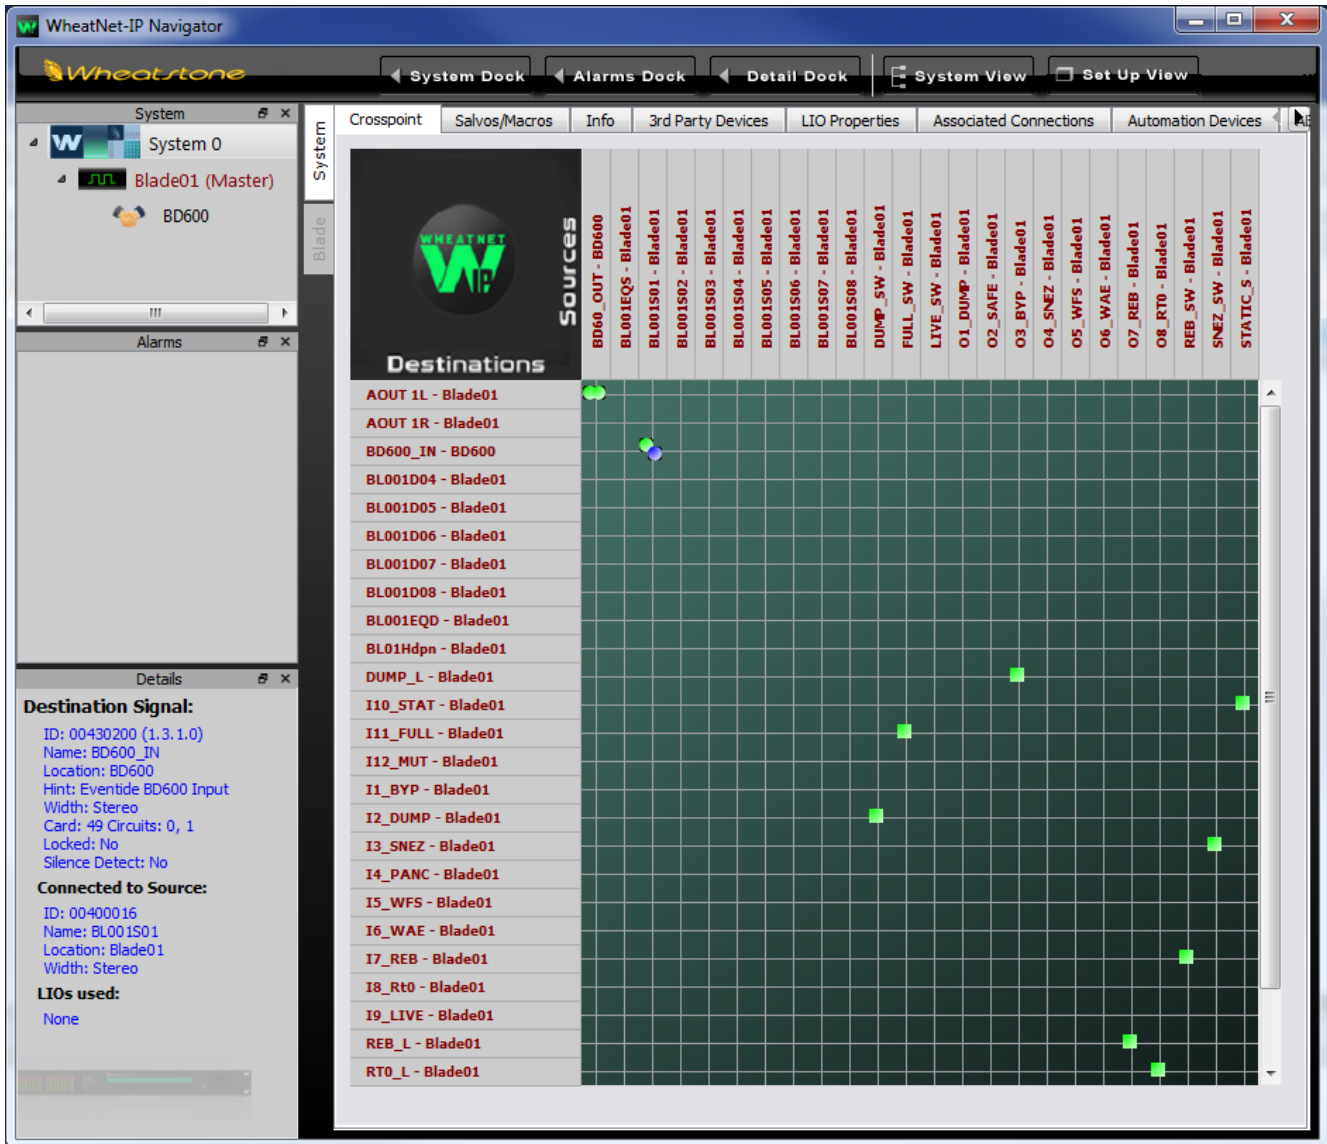 WheatNet-IP Navigator
Wheatstone
System Dock
Alarms Dock
Detail Dock
System View
Set Up View
System
System 0
Blade01 (Master)
BD600
Alarms
Details
Destination Signal:
ID: 00430200 (1.3.1.0)
Name: BD600_IN
Location: BD600
Hint: Eventide BD600 Input
Width: Stereo
Card: 49 Circuits: 0, 1
Locked: No
Silence Detect: No
Connected to Source:
ID: 00400016
Name: BL001S01
Location: Blade01
Width: Stereo
LIOs used:
None
System
Blade
Crosspoint
Salvos/Macros
Info
3rd Party Devices
LIO Properties
Associated Connections
Automation Devices
WHEATNET
IP
Sources
Destinations
BD60_OUT - BD600
BL001EQS - Blade01
BL001S01 - Blade01
BL001S02 - Blade01
BL001S03 - Blade01
BL001S04 - Blade01
BL001S05 - Blade01
BL001S06 - Blade01
BL001S07 - Blade01
BL001S08 - Blade01
DUMP_SW - Blade01
FULL_SW - Blade01
LIVE_SW - Blade01
O1_DUMP - Blade01
O2_SAFE - Blade01
O3_BYP - Blade01
O4_SNEZ - Blade01
O5_WFS - Blade01
O6_WAE - Blade01
O7_REB - Blade01
O8_RT0 - Blade01
REB_SW - Blade01
SNEZ_SW - Blade01
STATIC_S - Blade01
AOUT 1L - Blade01
AOUT 1R - Blade01
BD600_IN - BD600
BL001D04 - Blade01
BL001D05 - Blade01
BL001D06 - Blade01
BL001D07 - Blade01
BL001D08 - Blade01
BL001EQD - Blade01
BL01Hdpn - Blade01
DUMP_L - Blade01
I10_STAT - Blade01
I11_FULL - Blade01
I12_MUT - Blade01
I1_BYP - Blade01
I2_DUMP - Blade01
I3_SNEZ - Blade01
I4_PANC - Blade01
I5_WFS - Blade01
I6_WAE - Blade01
I7_REB - Blade01
I8_Rt0 - Blade01
I9_LIVE - Blade01
REB_L - Blade01
RT0_L - Blade01